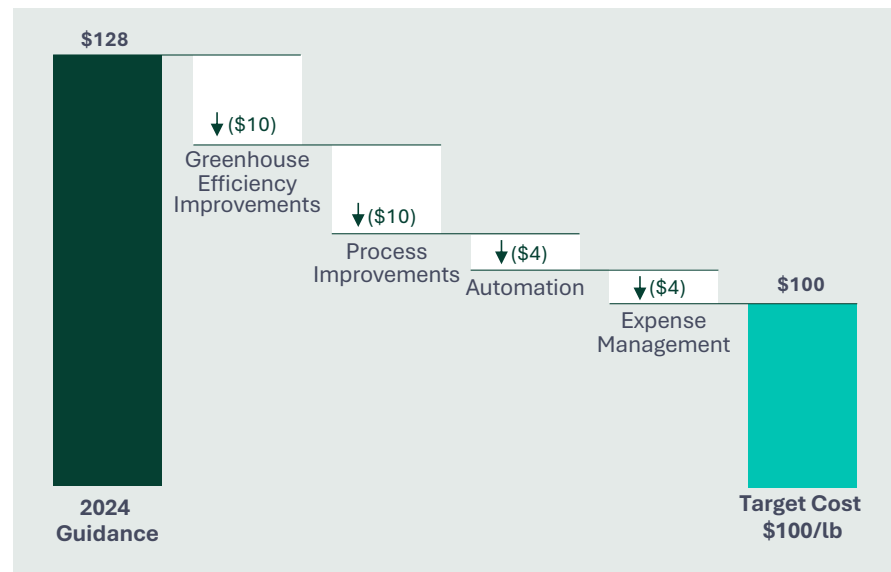 $128
↓($10)
Greenhouse
Efficiency
Improvements
↓($10)
Process
Improvements
↓($4)
Automation
↓($4)
Expense
Management
$100
2024
Guidance
Target Cost
$100/lb